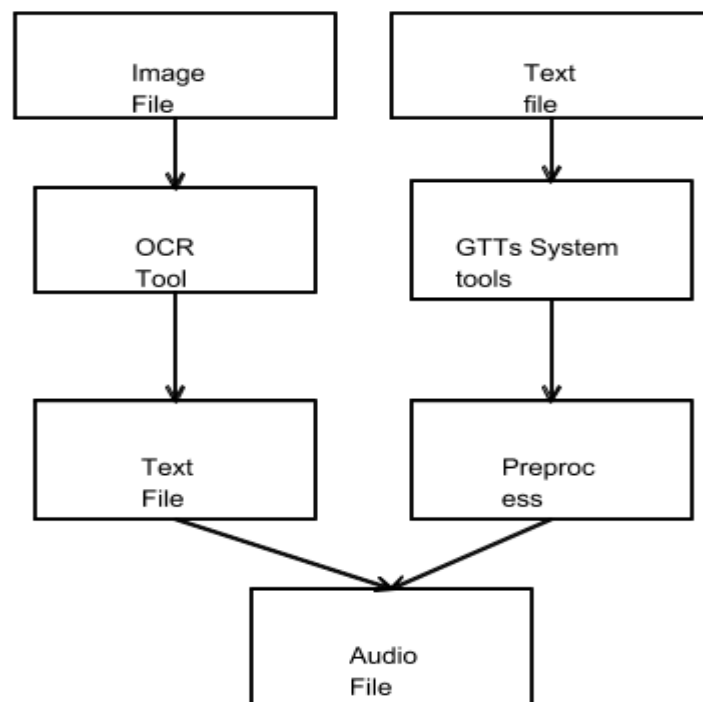 Image
File
Text
file
OCR
Tool
GTTs System
tools
Text
File
Preproc
ess
Audio
File